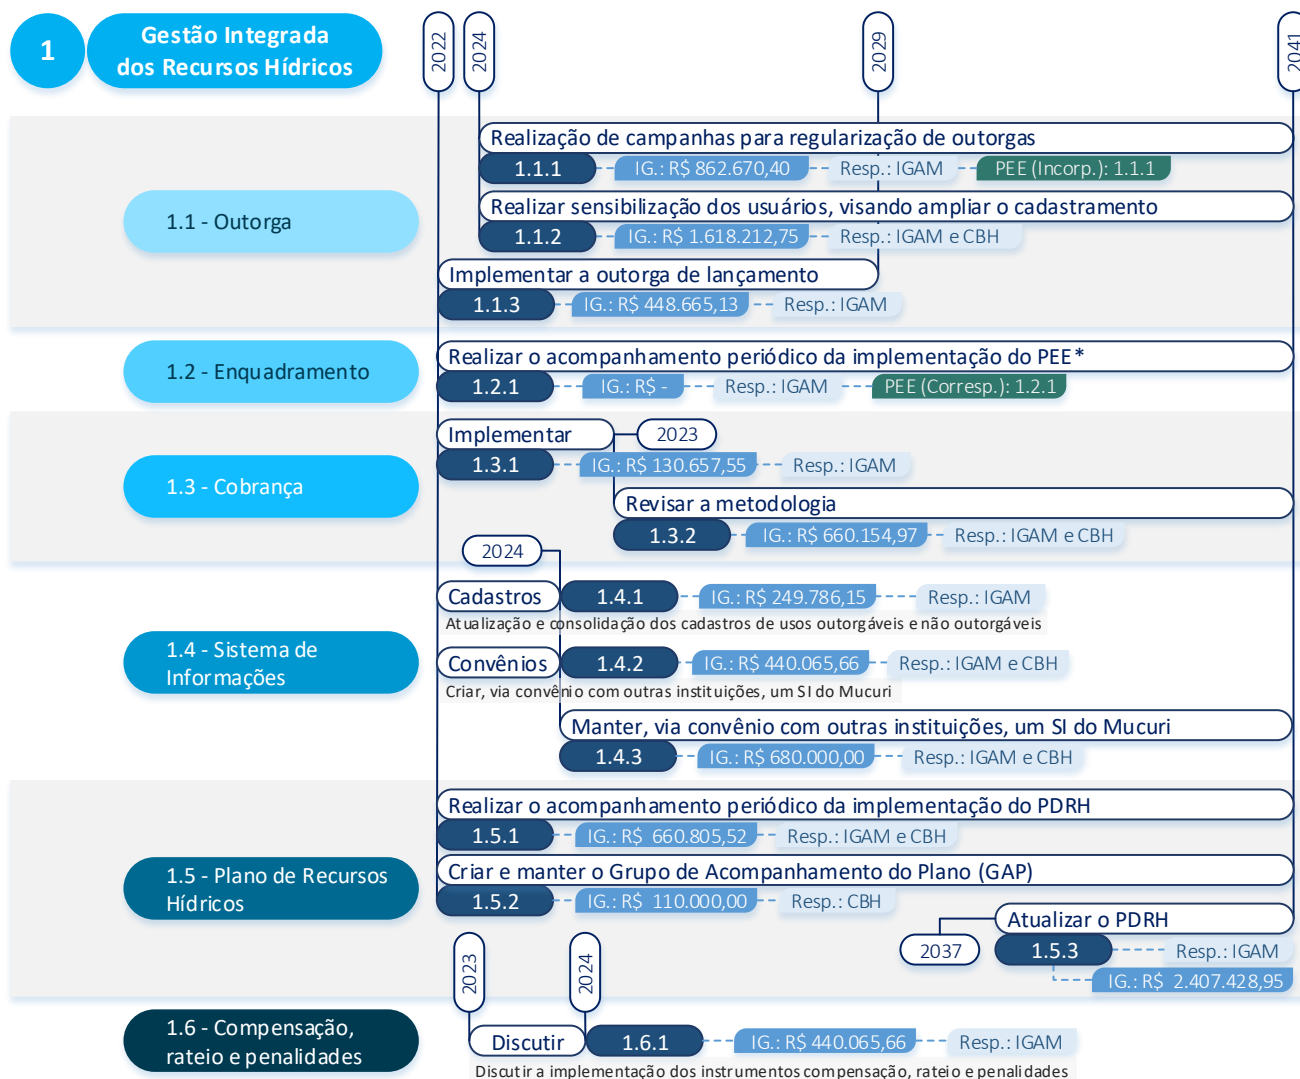 1
Gestão Integrada
dos Recursos Hídricos
2022
2024
2029
2041
1.1 - Outorga
Realização de campanhas para regularização de outorgas
1.1.1
IG.: R$ 862.670,40
Resp.: IGAM
PEE (Incorp.): 1.1.1
Realizar sensibilização dos usuários, visando ampliar o cadastramento
1.1.2
IG.: R$ 1.618.212,75
Resp.: IGAM e CBH
Implementar a outorga de lançamento
1.1.3
IG.: R$ 448.665,13
Resp.: IGAM
1.2 - Enquadramento
Realizar o acompanhamento periódico da implementação do PEE*
1.2.1
IG.: R$ -
Resp.: IGAM
PEE (Corresp.): 1.2.1
1.3 - Cobrança
Implementar
2023
1.3.1
IG.: R$ 130.657,55
Resp.: IGAM
Revisar a metodologia
1.3.2
IG.: R$ 660.154,97
Resp.: IGAM e CBH
2024
1.4 - Sistema de
Informações
Cadastros
1.4.1
IG.: R$ 249.786,15
Resp.: IGAM
Atualização e consolidação dos cadastros de usos outorgáveis e não outorgáveis
Convênios
1.4.2
IG.: R$ 440.065,66
Resp.: IGAM e CBH
Criar, via convênio com outras instituições, um SI do Mucuri
Manter, via convênio com outras instituições, um SI do Mucuri
1.4.3
IG.: R$ 680.000,00
Resp.: IGAM e CBH
1.5 - Plano de Recursos
Hídricos
Realizar o acompanhamento periódico da implementação do PDRH
1.5.1
IG.: R$ 660.805,52
Resp.: IGAM e CBH
Criar e manter o Grupo de Acompanhamento do Plano (GAP)
1.5.2
IG.: R$ 110.000,00
Resp.: CBH
Atualizar o PDRH
2037
1.5.3
Resp.: IGAM
IG.: R$ 2.407.428,95
2023
2024
1.6 - Compensação,
rateio e penalidades
Discutir
1.6.1
IG.: R$ 440.065,66
Resp.: IGAM
Discutir a implementação dos instrumentos compensação, rateio e penalidades